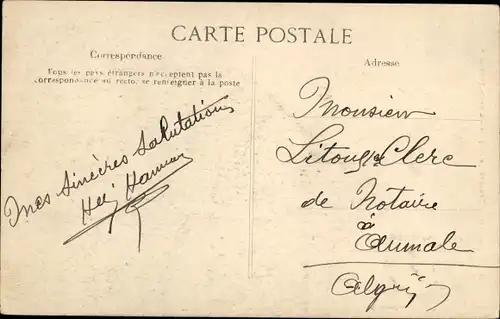 CARTE POSTALE
Correspondance
Tous les pays étrangers n'acceptent pas la
correspondance au recto, se renseigner à la poste
Adresse
Mes sincères salutations
Monsieur
Clerc
de Notaire
à
Aumale
Algérie